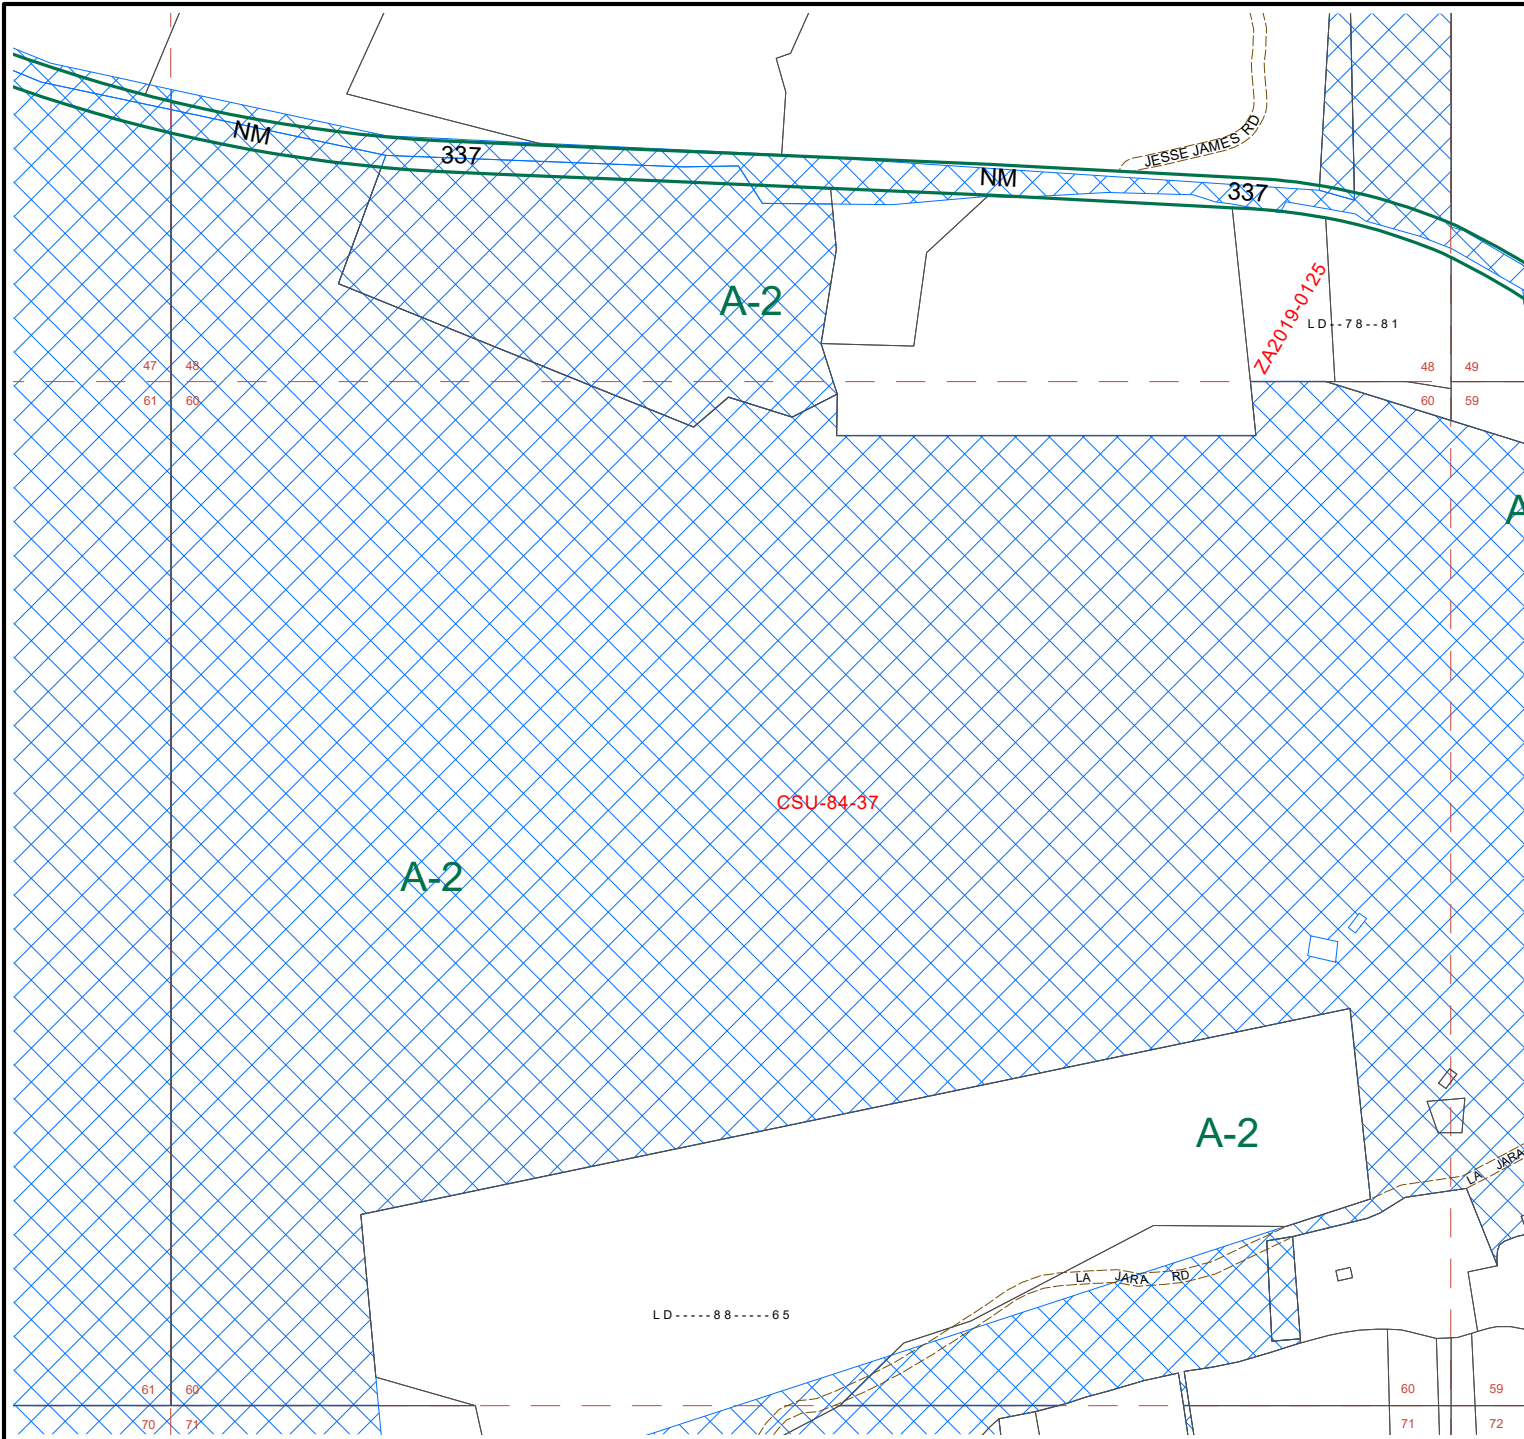 NM
337
NM
337
JESSE JAMES RD
A-2
ZA2019-0125
LD--78--81
47
48
48
49
61
60
60
59
A
CSU-84-37
A-2
A-2
LA JARA
LA JARA RD
LD-----88-----65
61
60
60
59
70
71
71
72